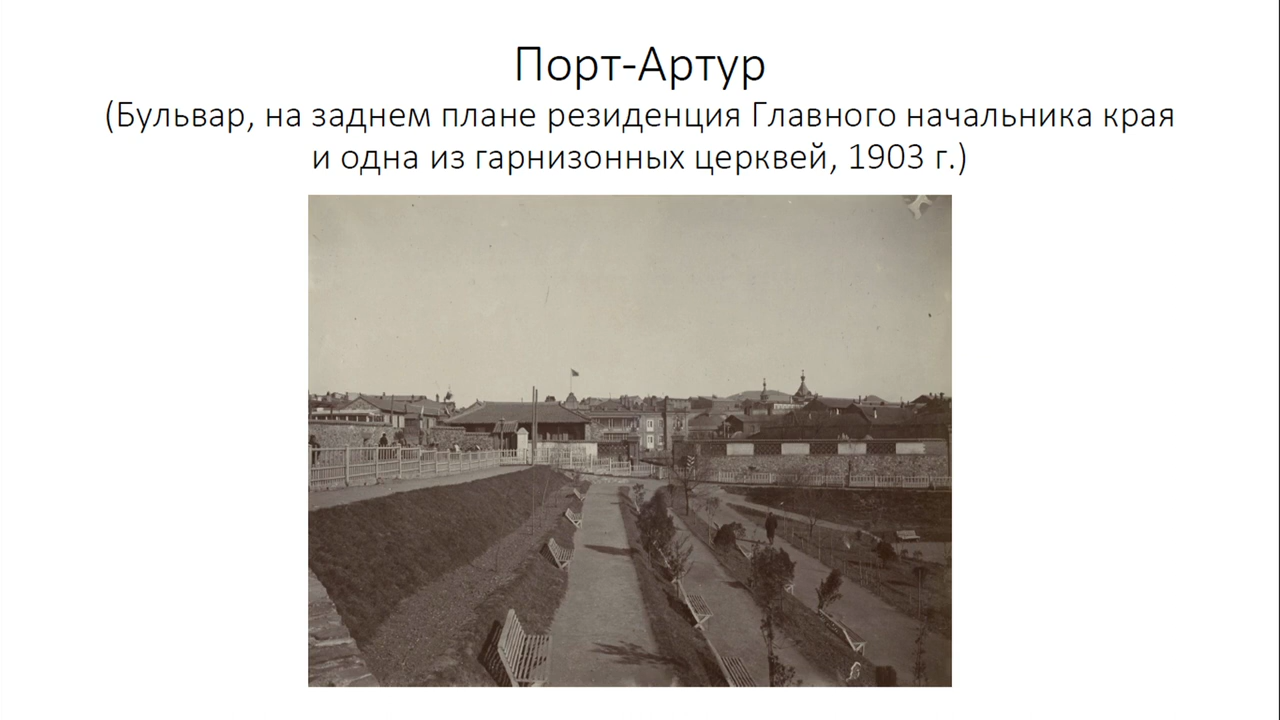 Порт-Артур
(Бульвар, на заднем плане резиденция Главного начальника края
и одна из гарнизонных церквей, 1903 г.)